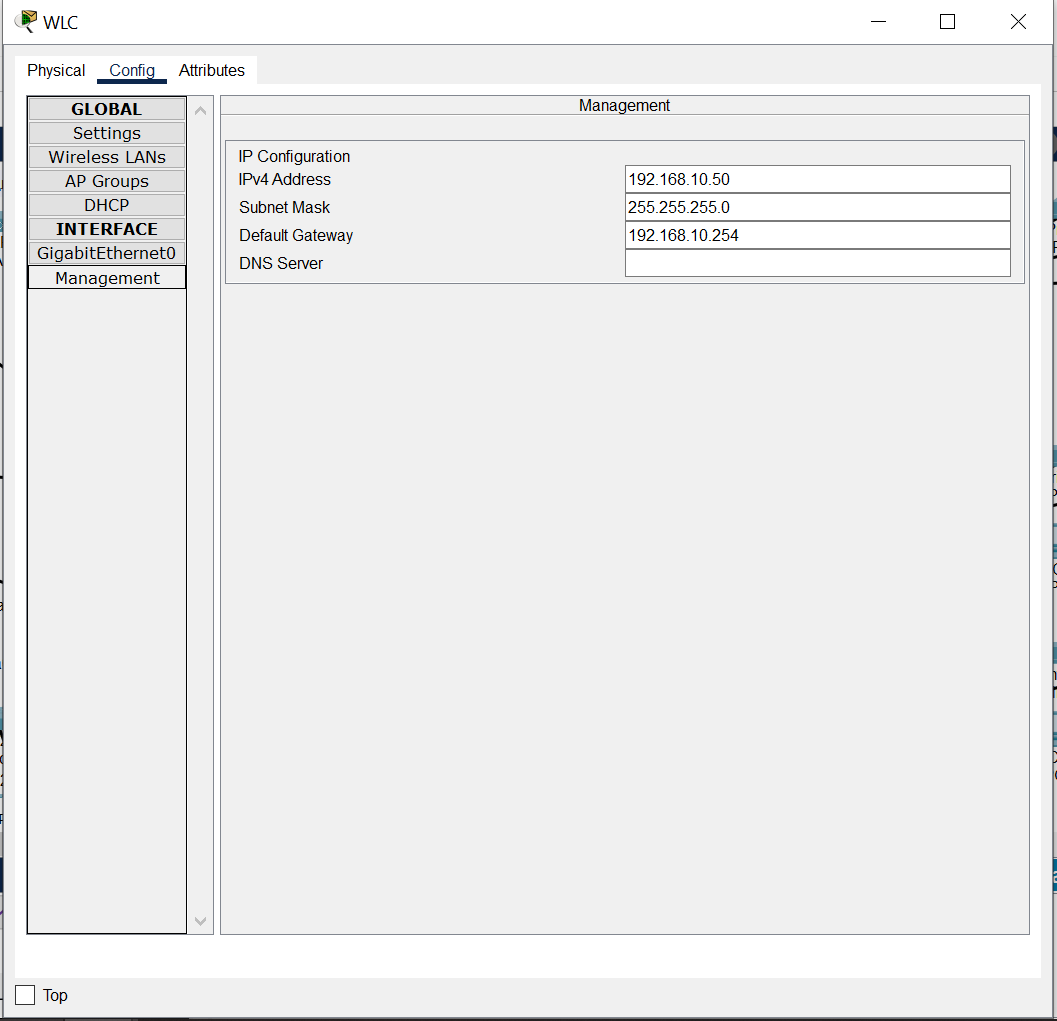 WLC
Physical Config Attributes
GLOBAL
Settings
Wireless LANs
AP Groups
DHCP
INTERFACE
GigabitEthernet0
Management
Management
IP Configuration
IPv4 Address 192.168.10.50
Subnet Mask 255.255.255.0
Default Gateway 192.168.10.254
DNS Server
Top